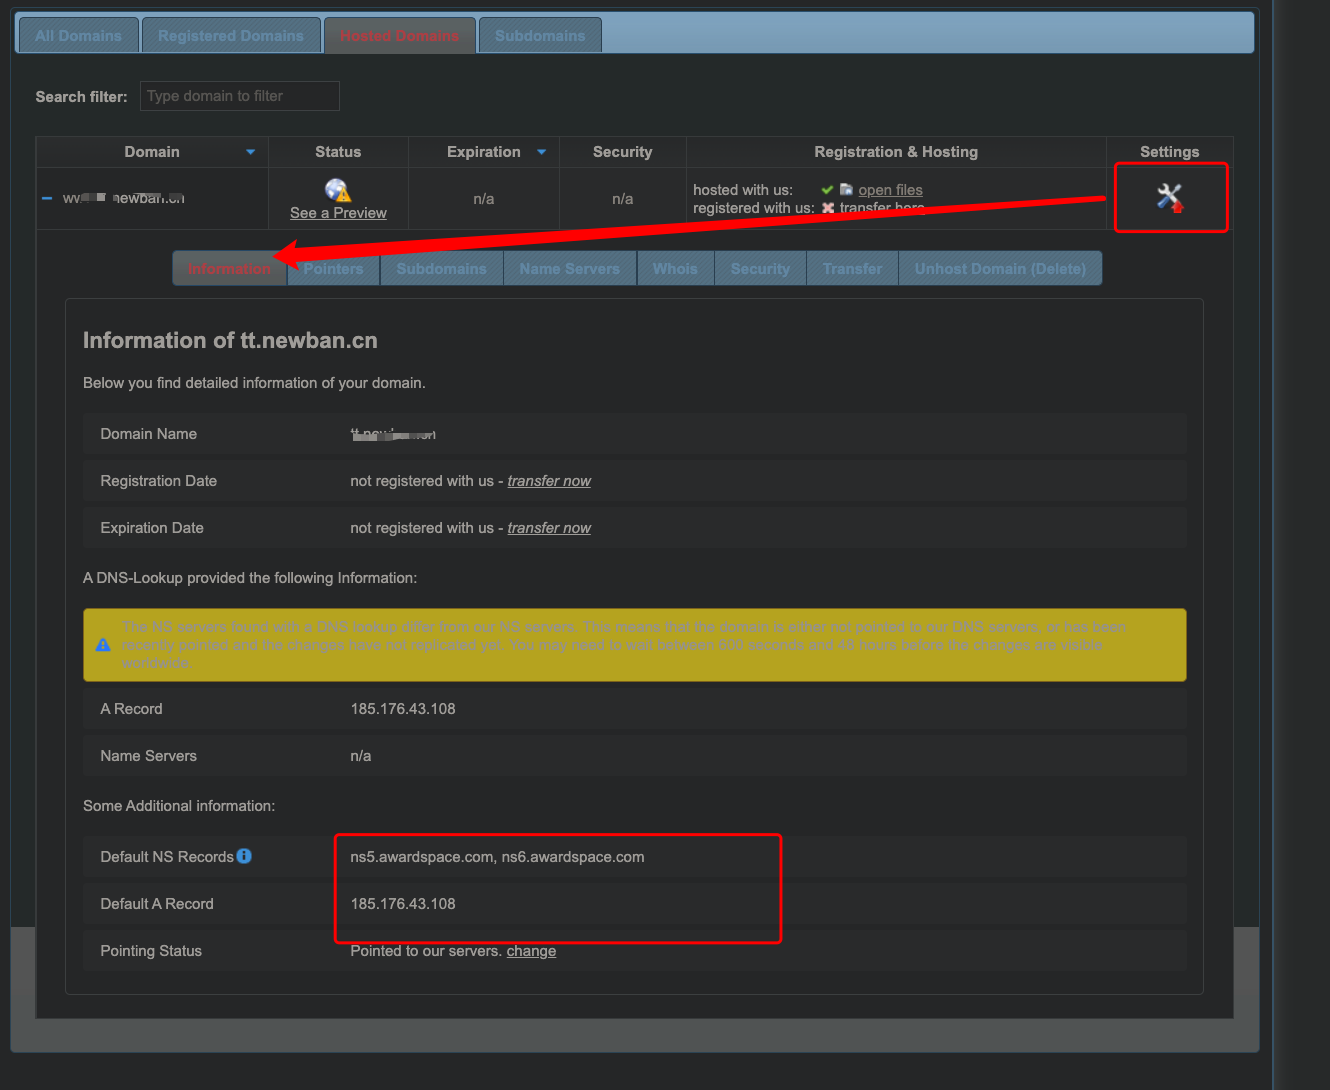 All Domains
Registered Domains
Hosted Domains
Subdomains
Search filter:
Type domain to filter
Domain
Status
Expiration
Security
Registration & Hosting
Settings
newban.cn
See a Preview
n/a
n/a
hosted with us:
open files
registered with us:
transfer here
Information
Pointers
Subdomains
Name Servers
Whois
Security
Transfer
Unhost Domain (Delete)
Information of tt.newban.cn
Below you find detailed information of your domain.
Domain Name
Registration Date
not registered with us - transfer now
Expiration Date
not registered with us - transfer now
A DNS-Lookup provided the following Information:
The NS servers found with a DNS lookup differ from our NS servers. This means that the domain is either not pointed to our DNS servers, or has been
recently pointed and the changes have not replicated yet. You may need to wait between 600 seconds and 48 hours before the changes are visible
worldwide.
A Record
185.176.43.108
Name Servers
n/a
Some Additional information:
Default NS Records
ns5.awardspace.com, ns6.awardspace.com
Default A Record
185.176.43.108
Pointing Status
Pointed to our servers. change